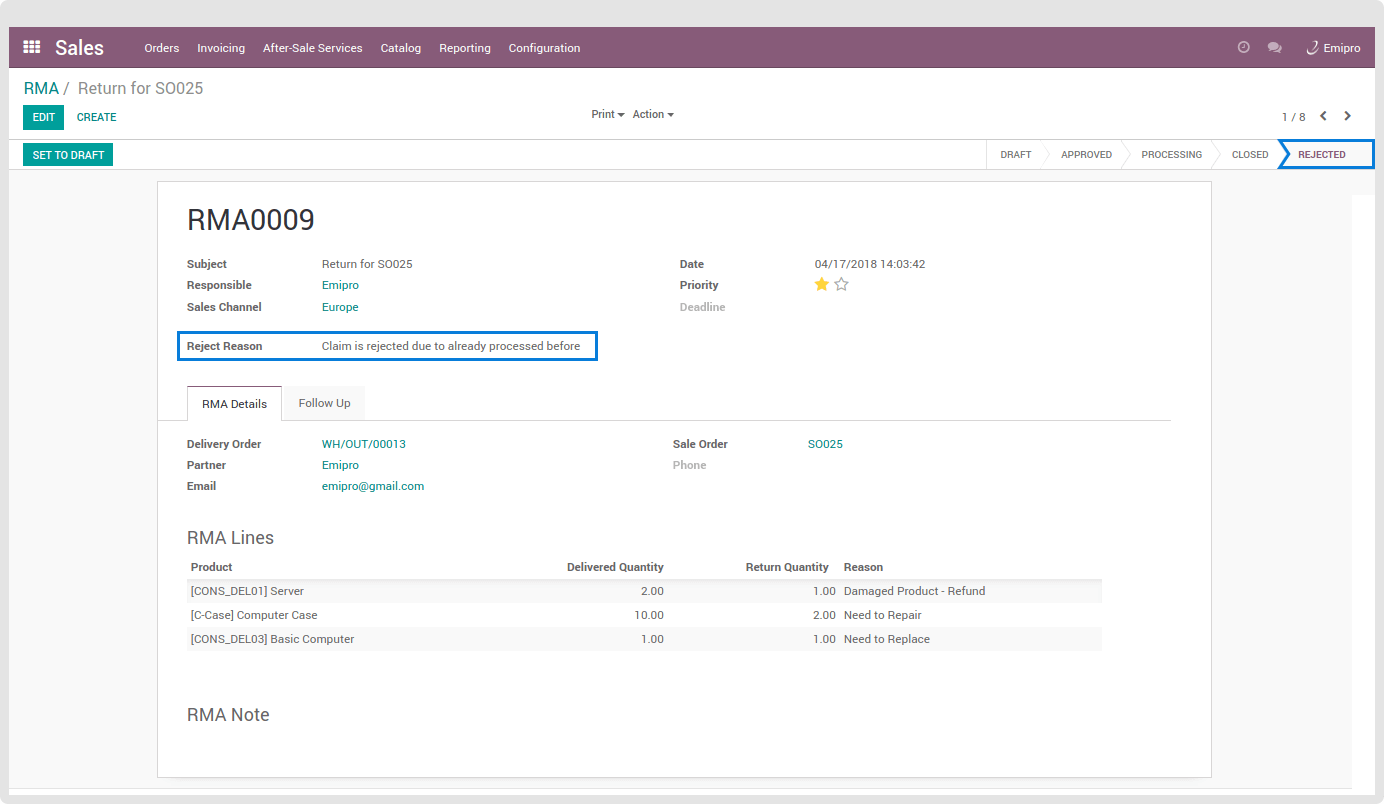 Sales Orders Invoicing After-Sale Services Catalog Reporting Configuration Emipro
RMA / Return for SO025
EDIT CREATE Print Action 1 / 8
SET TO DRAFT DRAFT APPROVED PROCESSING CLOSED REJECTED
RMA0009
Subject Return for SO025 Date 04/17/2018 14:03:42
Responsible Emipro Priority
Sales Channel Europe Deadline
Reject Reason Claim is rejected due to already processed before
RMA Details Follow Up
Delivery Order WH/OUT/00013 Sale Order SO025
Partner Emipro Phone
Email emipro@gmail.com
RMA Lines
Product Delivered Quantity Return Quantity Reason
[CONS_DEL01] Server 2.00 1.00 Damaged Product - Refund
[C-Case] Computer Case 10.00 2.00 Need to Repair
[CONS_DEL03] Basic Computer 1.00 1.00 Need to Replace
RMA Note